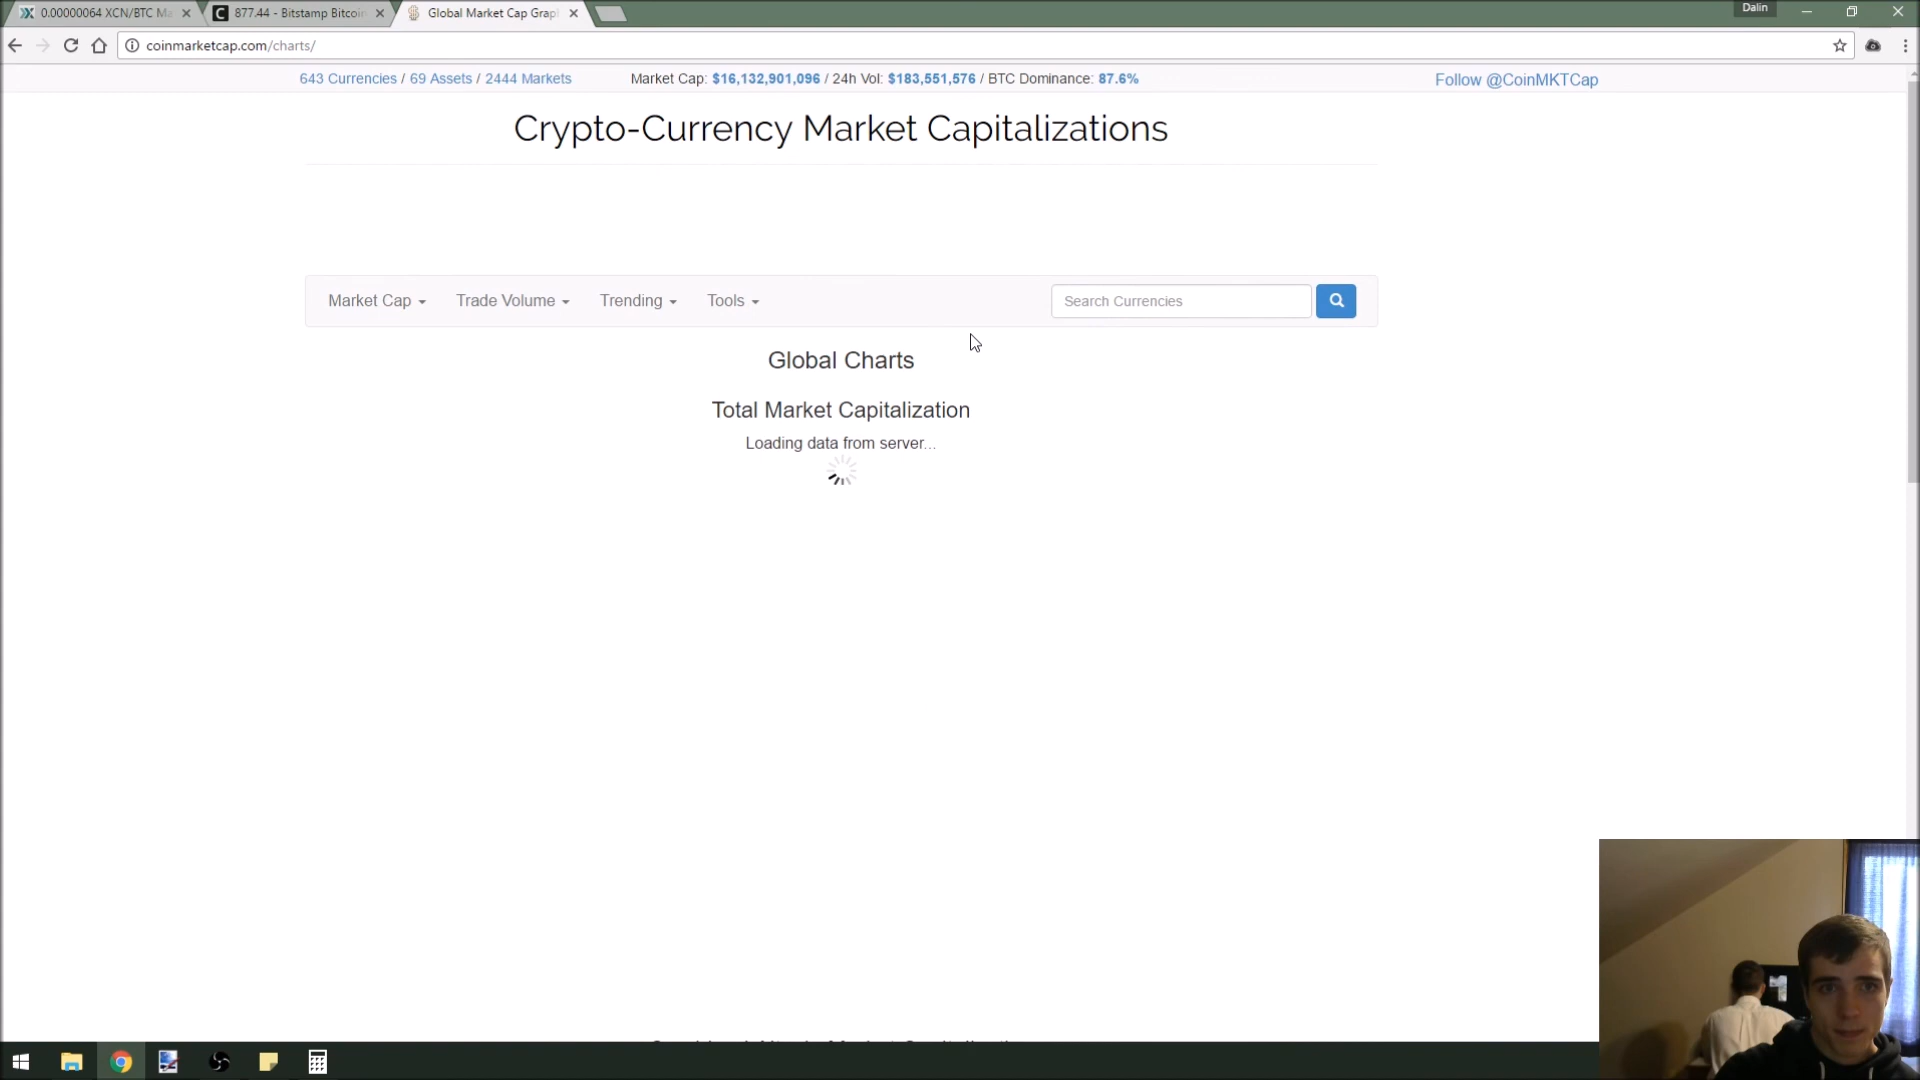 0.00000064 XCN/BTC Ma
877.44 - Bitstamp Bitcoin
Global Market Cap Grap
Dalin
coinmarketcap.com/charts/
643 Currencies / 69 Assets / 2444 Markets
Market Cap: $16,132,901,096 / 24h Vol: $183,551,576 / BTC Dominance: 87.6%
Follow @CoinMKTCap
Crypto-Currency Market Capitalizations
Market Cap
Trade Volume
Trending
Tools
Search Currencies
Global Charts
Total Market Capitalization
Loading data from server...